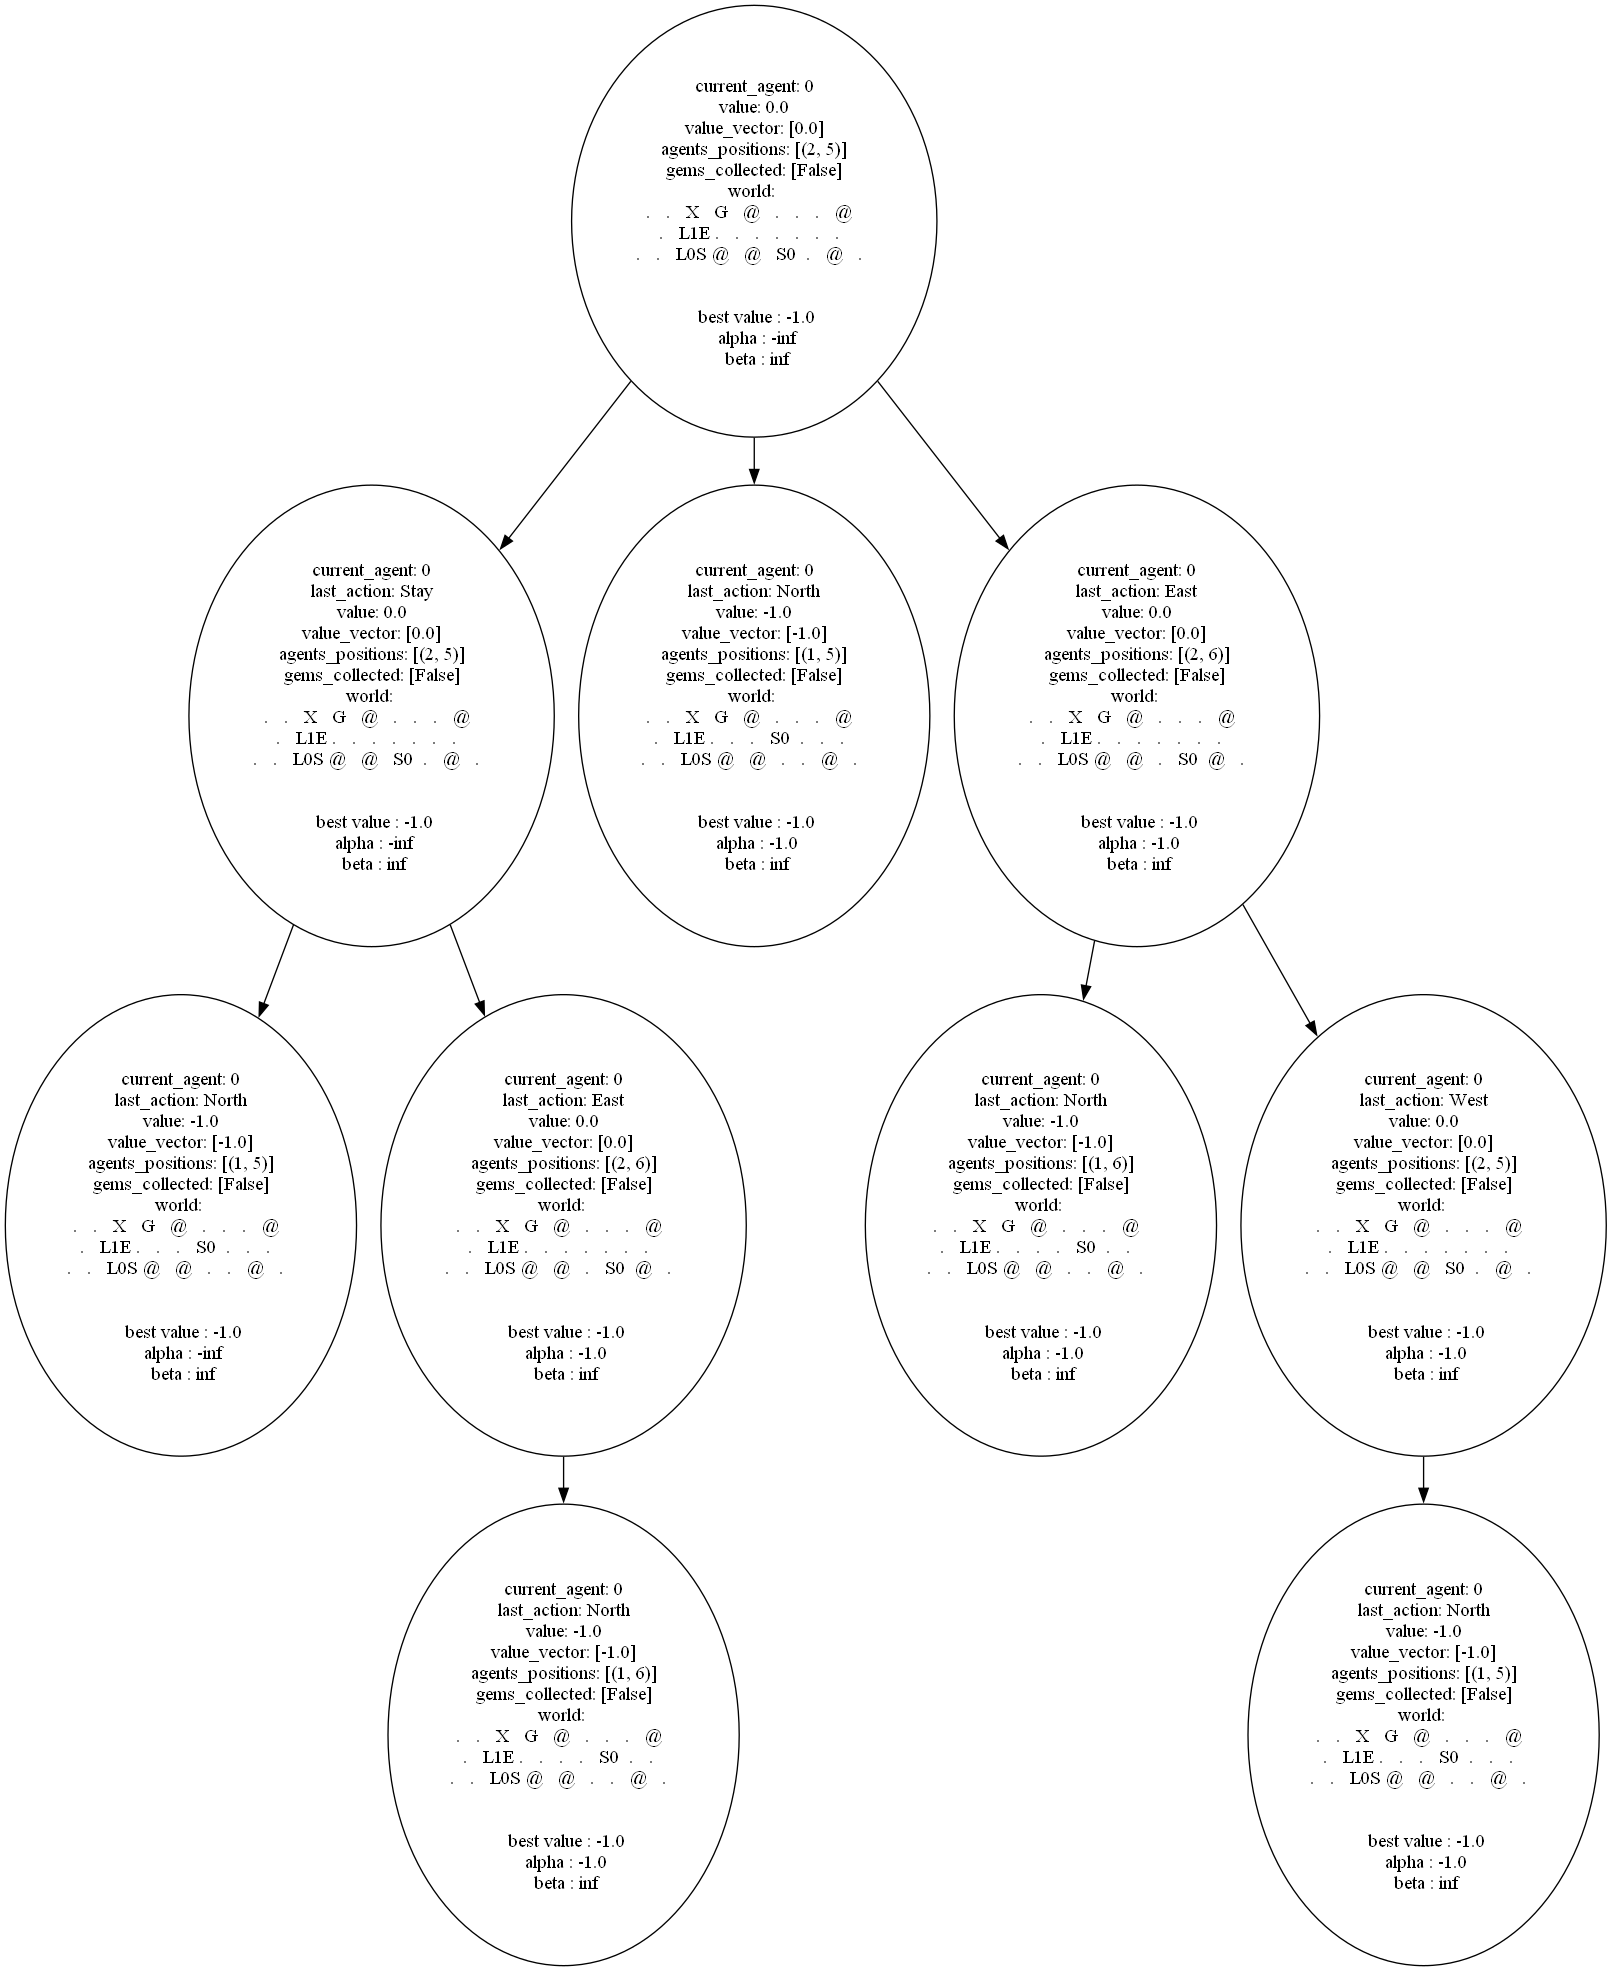 current_agent: 0
value: 0.0
value_vector: [0.0]
agents_positions: [(2, 5)]
gems_collected: [False]
world:
. . X G @ . . . @
. L1E . . . . . . .
. . L0S @ @ S0 . @ .
best value : -1.0
alpha : -inf
beta : inf
current_agent: 0
last_action: Stay
value: 0.0
value_vector: [0.0]
agents_positions: [(2, 5)]
gems_collected: [False]
world:
. . X G @ . . . @
. L1E . . . . . . .
. . L0S @ @ S0 . @ .
best value : -1.0
alpha : -inf
beta : inf
current_agent: 0
last_action: North
value: -1.0
value_vector: [-1.0]
agents_positions: [(1, 5)]
gems_collected: [False]
world:
. . X G @ . . . @
. L1E . . . S0 . . .
. . L0S @ @ . . @ .
best value : -1.0
alpha : -1.0
beta : inf
current_agent: 0
last_action: East
value: 0.0
value_vector: [0.0]
agents_positions: [(2, 6)]
gems_collected: [False]
world:
. . X G @ . . . @
. L1E . . . . . . .
. . L0S @ @ . S0 @ .
best value : -1.0
alpha : -1.0
beta : inf
current_agent: 0
last_action: North
value: -1.0
value_vector: [-1.0]
agents_positions: [(1, 5)]
gems_collected: [False]
world:
. . X G @ . . . @
. L1E . . . S0 . . .
. . L0S @ @ . . @ .
best value : -1.0
alpha : -inf
beta : inf
current_agent: 0
last_action: East
value: 0.0
value_vector: [0.0]
agents_positions: [(2, 6)]
gems_collected: [False]
world:
. . X G @ . . . @
. L1E . . . . . . .
. . L0S @ @ . S0 @ .
best value : -1.0
alpha : -1.0
beta : inf
current_agent: 0
last_action: North
value: -1.0
value_vector: [-1.0]
agents_positions: [(1, 6)]
gems_collected: [False]
world:
. . X G @ . . . @
. L1E . . . . S0 . .
. . L0S @ @ . . @ .
best value : -1.0
alpha : -1.0
beta : inf
current_agent: 0
last_action: West
value: 0.0
value_vector: [0.0]
agents_positions: [(2, 5)]
gems_collected: [False]
world:
. . X G @ . . . @
. L1E . . . . . . .
. . L0S @ @ S0 . @ .
best value : -1.0
alpha : -1.0
beta : inf
current_agent: 0
last_action: North
value: -1.0
value_vector: [-1.0]
agents_positions: [(1, 6)]
gems_collected: [False]
world:
. . X G @ . . . @
. L1E . . . . S0 . .
. . L0S @ @ . . @ .
best value : -1.0
alpha : -1.0
beta : inf
current_agent: 0
last_action: North
value: -1.0
value_vector: [-1.0]
agents_positions: [(1, 5)]
gems_collected: [False]
world:
. . X G @ . . . @
. L1E . . . S0 . . .
. . L0S @ @ . . @ .
best value : -1.0
alpha : -1.0
beta : inf